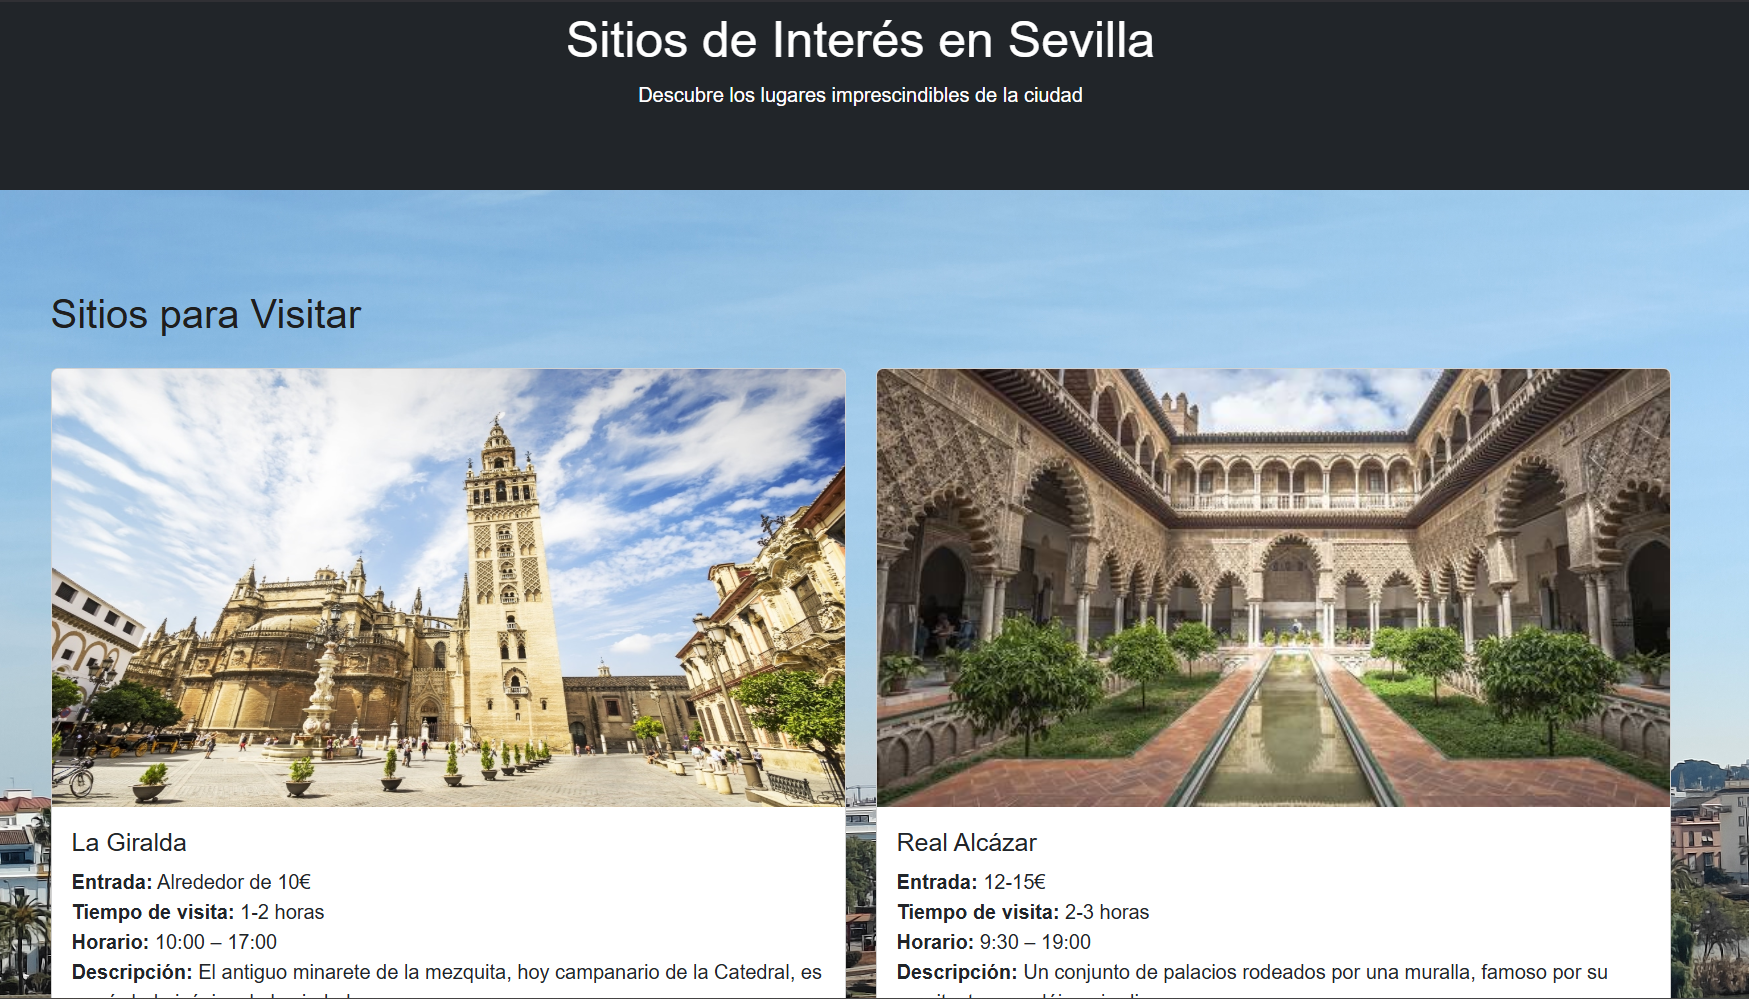 Sitios de Interés en Sevilla
Descubre los lugares imprescindibles de la ciudad
Sitios para Visitar
La Giralda
Entrada: Alrededor de 10€
Tiempo de visita: 1-2 horas
Horario: 10:00 – 17:00
Descripción: El antiguo minarete de la mezquita, hoy campanario de la Catedral, es
Real Alcázar
Entrada: 12-15€
Tiempo de visita: 2-3 horas
Horario: 9:30 – 19:00
Descripción: Un conjunto de palacios rodeados por una muralla, famoso por su